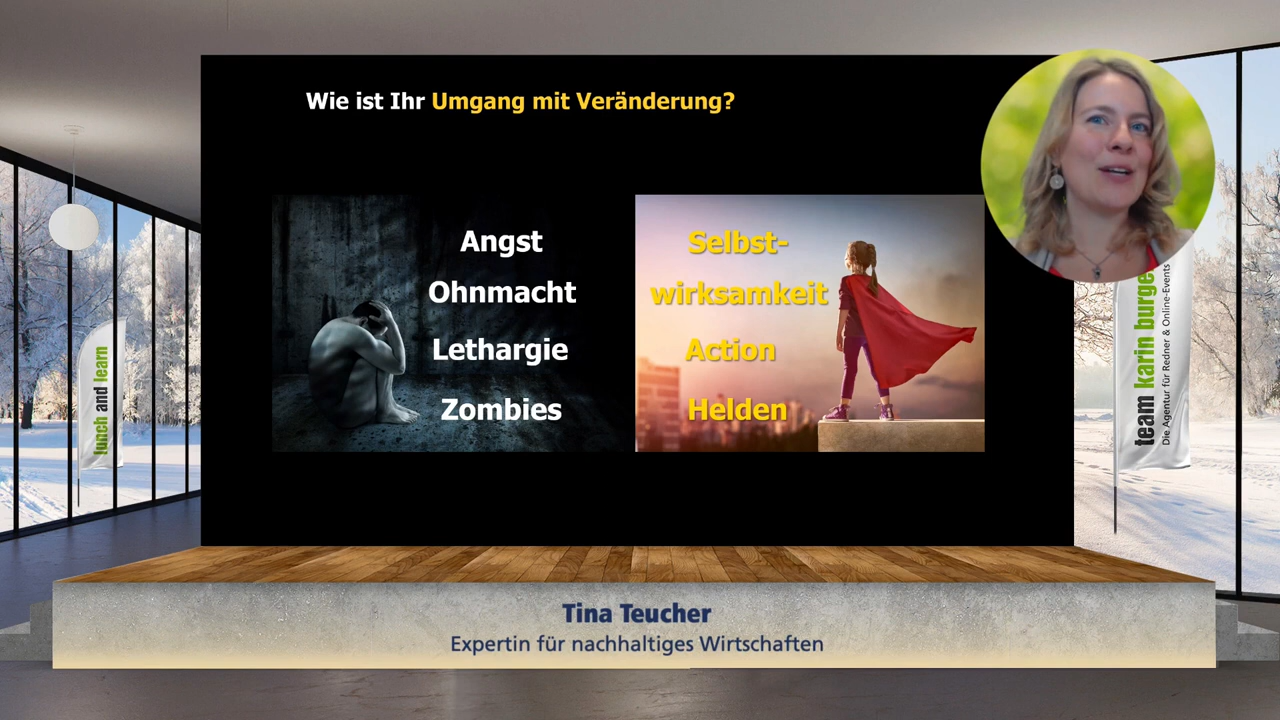 Wie ist Ihr Umgang mit Veränderung?
Angst
Ohnmacht
Lethargie
Zombies
Selbst-
wirksamkeit
Action
Helden
lunch and learn
team karin burge
Die Agentur für Redner & Online-Events
Tina Teucher
Expertin für nachhaltiges Wirtschaften